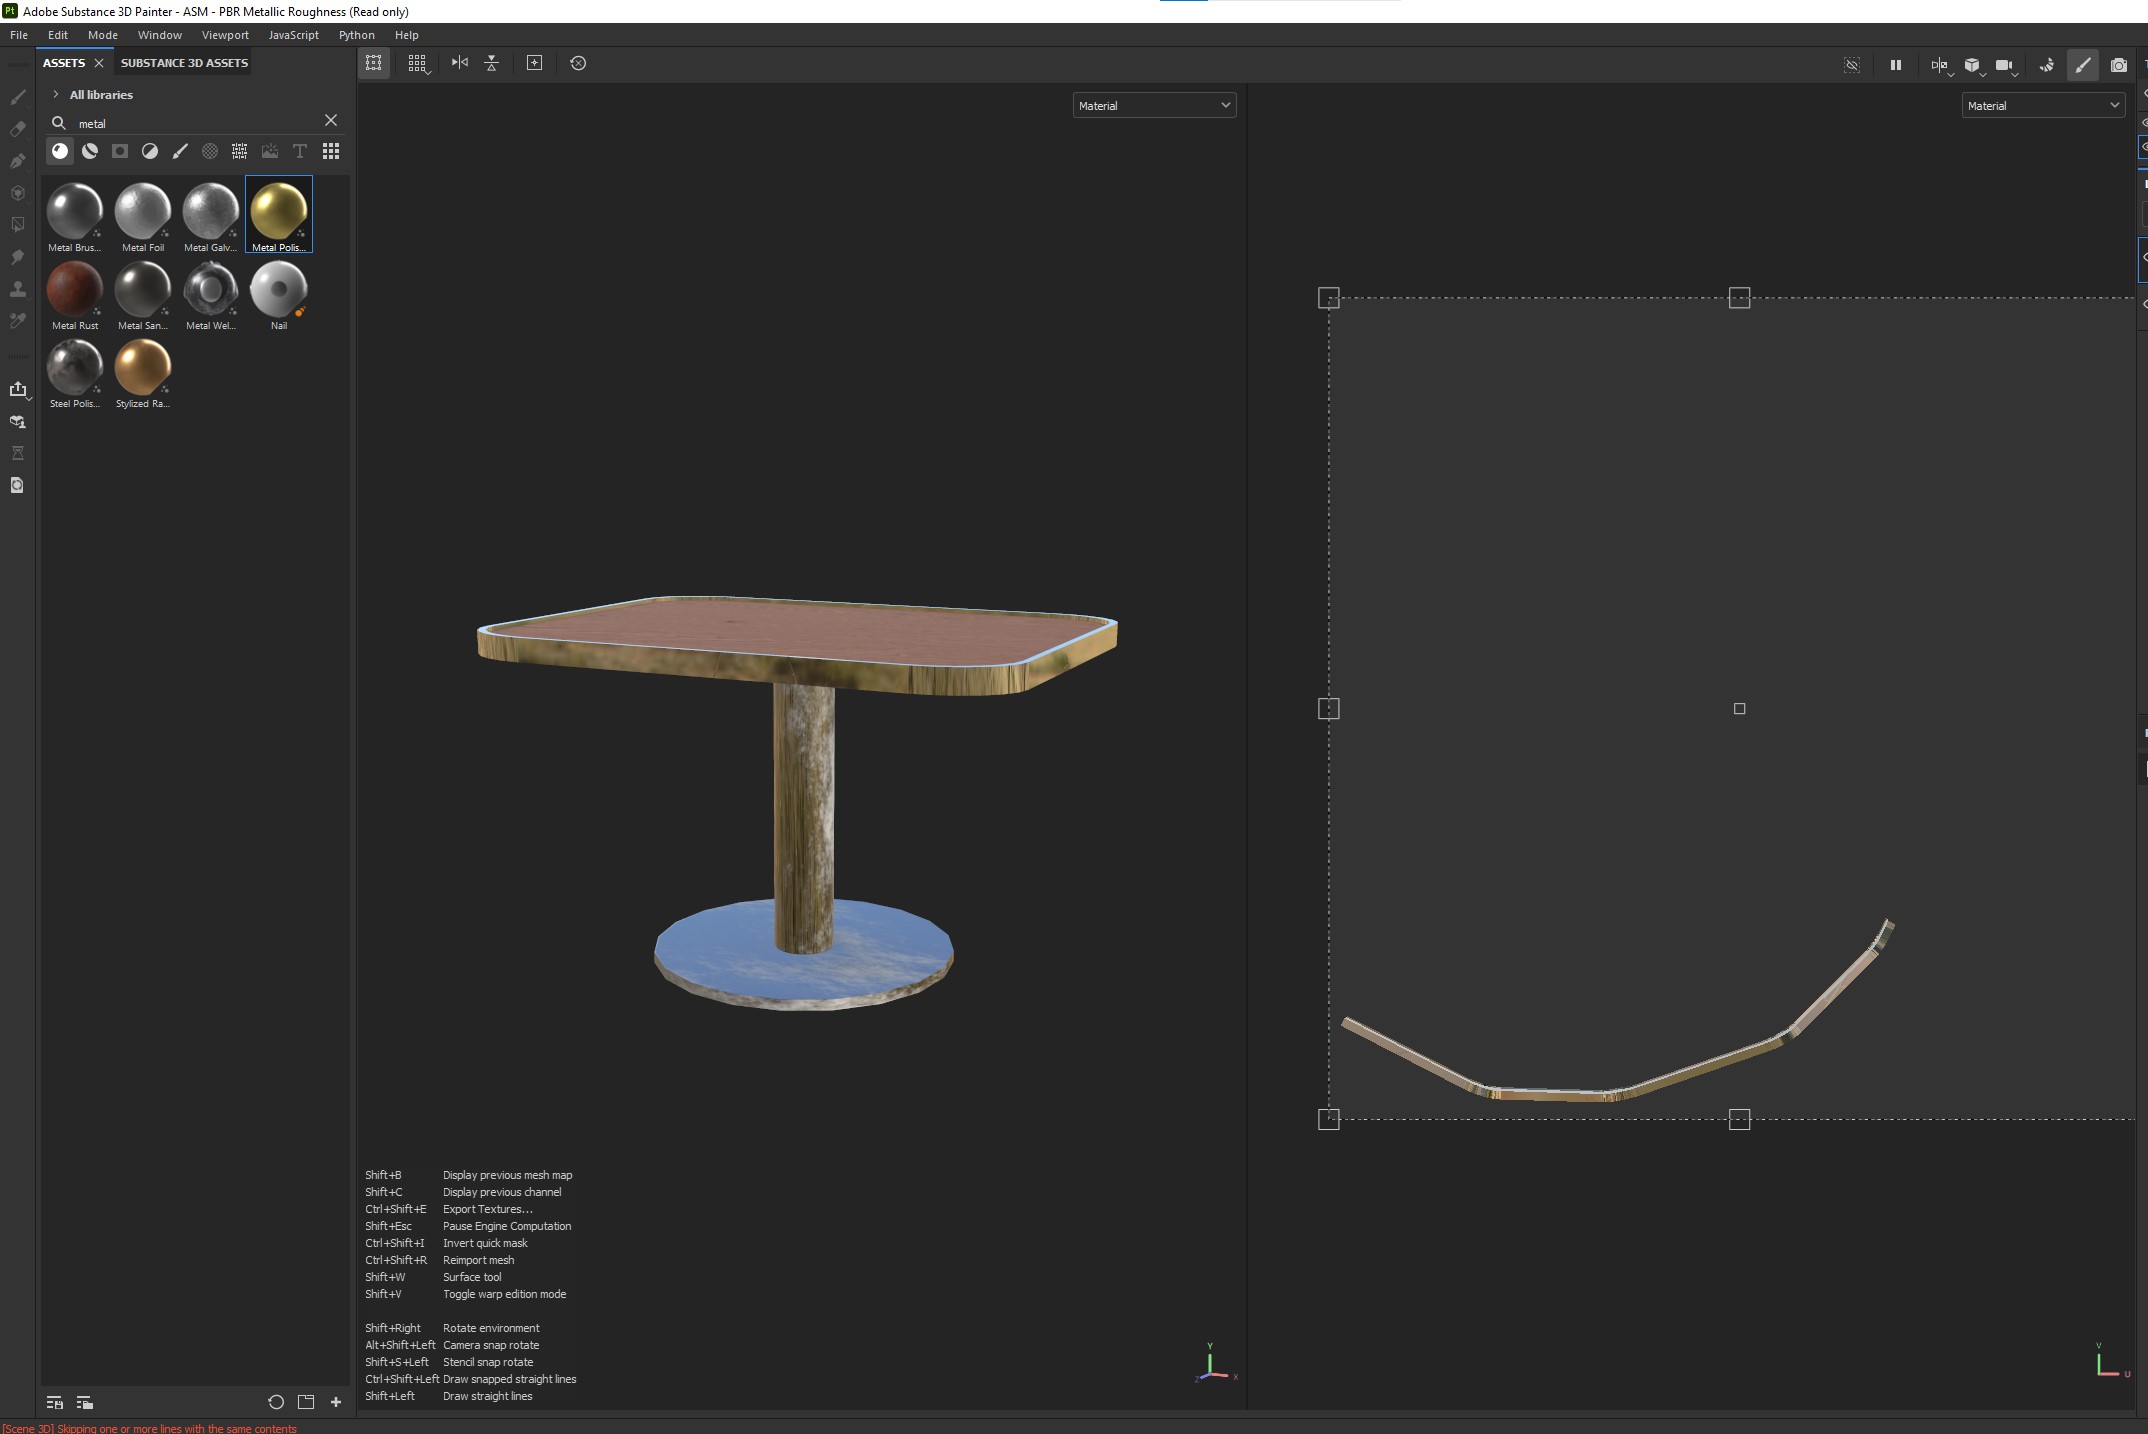 Pt Adobe Substance 3D Painter - ASM - PBR Metallic Roughness (Read only)
File Edit Mode Window Viewport JavaScript Python Help
ASSETS SUBSTANCE 3D ASSETS
All libraries
metal
Metal Brus... Metal Foil Metal Galv... Metal Polis...
Metal Rust Metal San... Metal Wel... Nail
Steel Polis... Stylized Ra...
Material
Material
Shift+B Display previous mesh map
Shift+C Display previous channel
Ctrl+Shift+E Export Textures...
Shift+Esc Pause Engine Computation
Ctrl+Shift+I Invert quick mask
Ctrl+Shift+R Reimport mesh
Shift+W Surface tool
Shift+V Toggle warp edition mode
Shift+Right Rotate environment
Alt+Shift+Left Camera snap rotate
Shift+S+Left Stencil snap rotate
Ctrl+Shift+Left Draw snapped straight lines
Shift+Left Draw straight lines
Y
Z X
V
U
[Scene 3D] Skipping one or more lines with the same contents